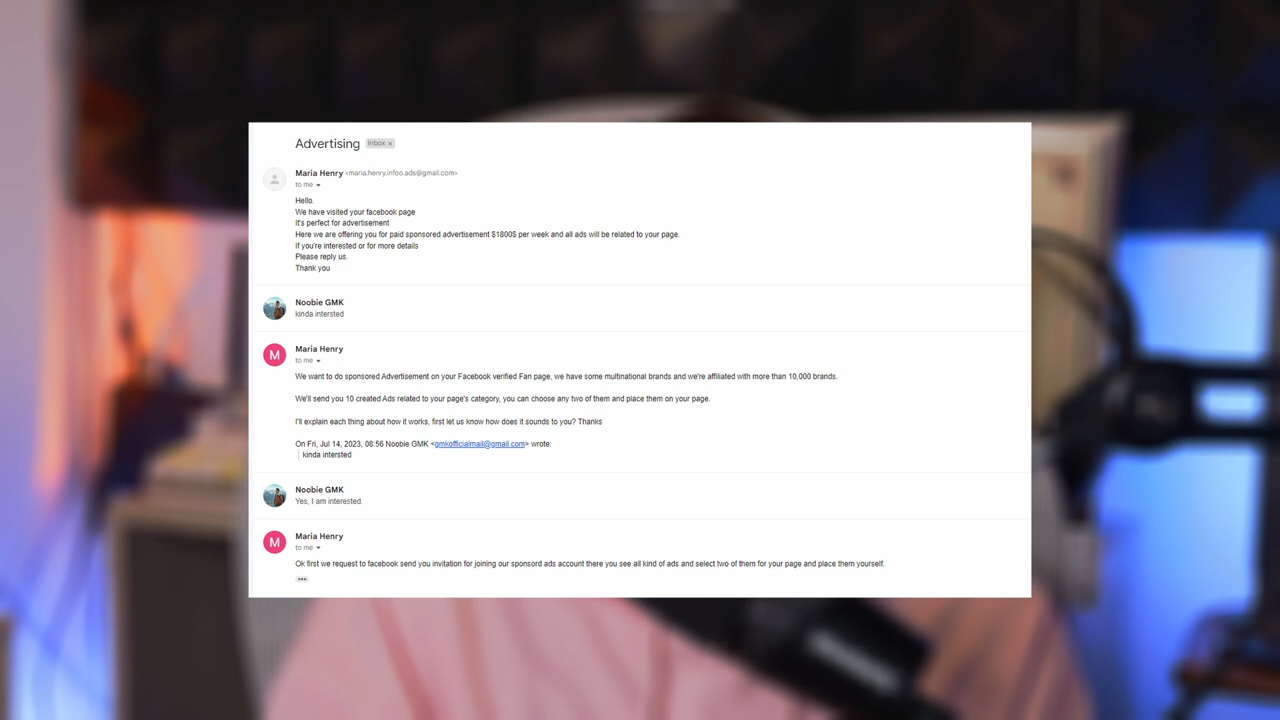 Advertising Inbox x
Maria Henry <maria.henry.infoo.ads@gmail.com>
to me
Hello.
We have visited your facebook page
It's perfect for advertisement
Here we are offering you for paid sponsored advertisement $1800$ per week and all ads will be related to your page.
If you're interested or for more details
Please reply us.
Thank you
Noobie GMK
kinda intersted
M
Maria Henry
to me
We want to do sponsored Advertisement on your Facebook verified Fan page, we have some multinational brands and we're affiliated with more than 10,000 brands.
We'll send you 10 created Ads related to your page's category, you can choose any two of them and place them on your page.
I'll explain each thing about how it works, first let us know how does it sounds to you? Thanks
On Fri, Jul 14, 2023, 08:56 Noobie GMK <gmkofficialmail@gmail.com> wrote:
kinda intersted
Noobie GMK
Yes, I am interested.
M
Maria Henry
to me
Ok first we request to facebook send you invitation for joining our sponsord ads account there you see all kind of ads and select two of them for your page and place them yourself.